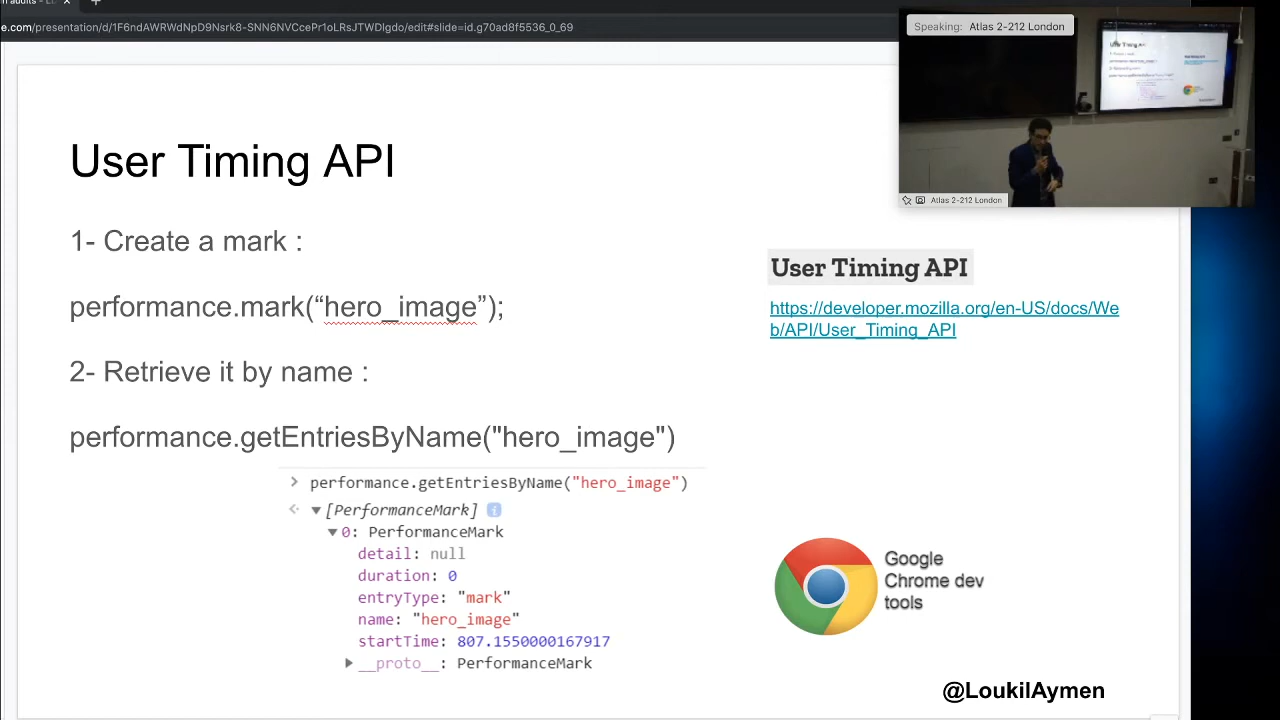 n audits - Li
e.com/presentation/d/1F6ndAWRWdNpD9Nsrk8-SNN6NVCcePr1oLRsJTWDlgdo/edit#slide=id.g70ad8f5536_0_69
Speaking: Atlas 2-212 London
Atlas 2-212 London
User Timing API
1- Create a mark :
performance.mark(“hero_image”);
2- Retrieve it by name :
performance.getEntriesByName("hero_image")
performance.getEntriesByName("hero_image")
[PerformanceMark]
0: PerformanceMark
detail: null
duration: 0
entryType: "mark"
name: "hero_image"
startTime: 807.1550000167917
__proto__: PerformanceMark
User Timing API
https://developer.mozilla.org/en-US/docs/We
b/API/User_Timing_API
Google
Chrome dev
tools
@LoukilAymen